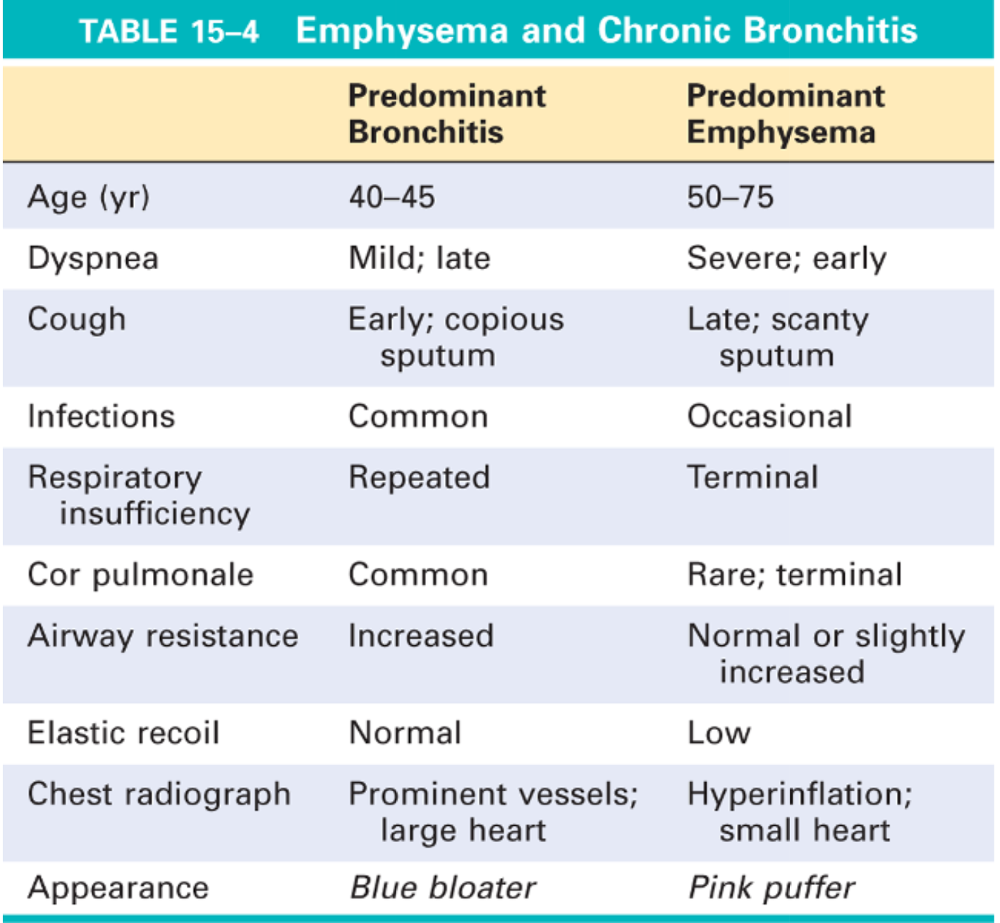 TABLE 15–4 Emphysema and Chronic Bronchitis
Predominant Bronchitis Predominant Emphysema
Age (yr) 40–45 50–75
Dyspnea Mild; late Severe; early
Cough Early; copious sputum Late; scanty sputum
Infections Common Occasional
Respiratory insufficiency Repeated Terminal
Cor pulmonale Common Rare; terminal
Airway resistance Increased Normal or slightly increased
Elastic recoil Normal Low
Chest radiograph Prominent vessels; large heart Hyperinflation; small heart
Appearance Blue bloater Pink puffer